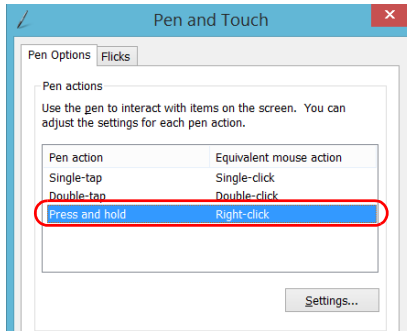 Pen and Touch
Pen Options Flicks
Pen actions
Use the pen to interact with items on the screen. You can
adjust the settings for each pen action.
Pen action Equivalent mouse action
Single-tap Single-click
Double-tap Double-click
Press and hold Right-click
Settings...